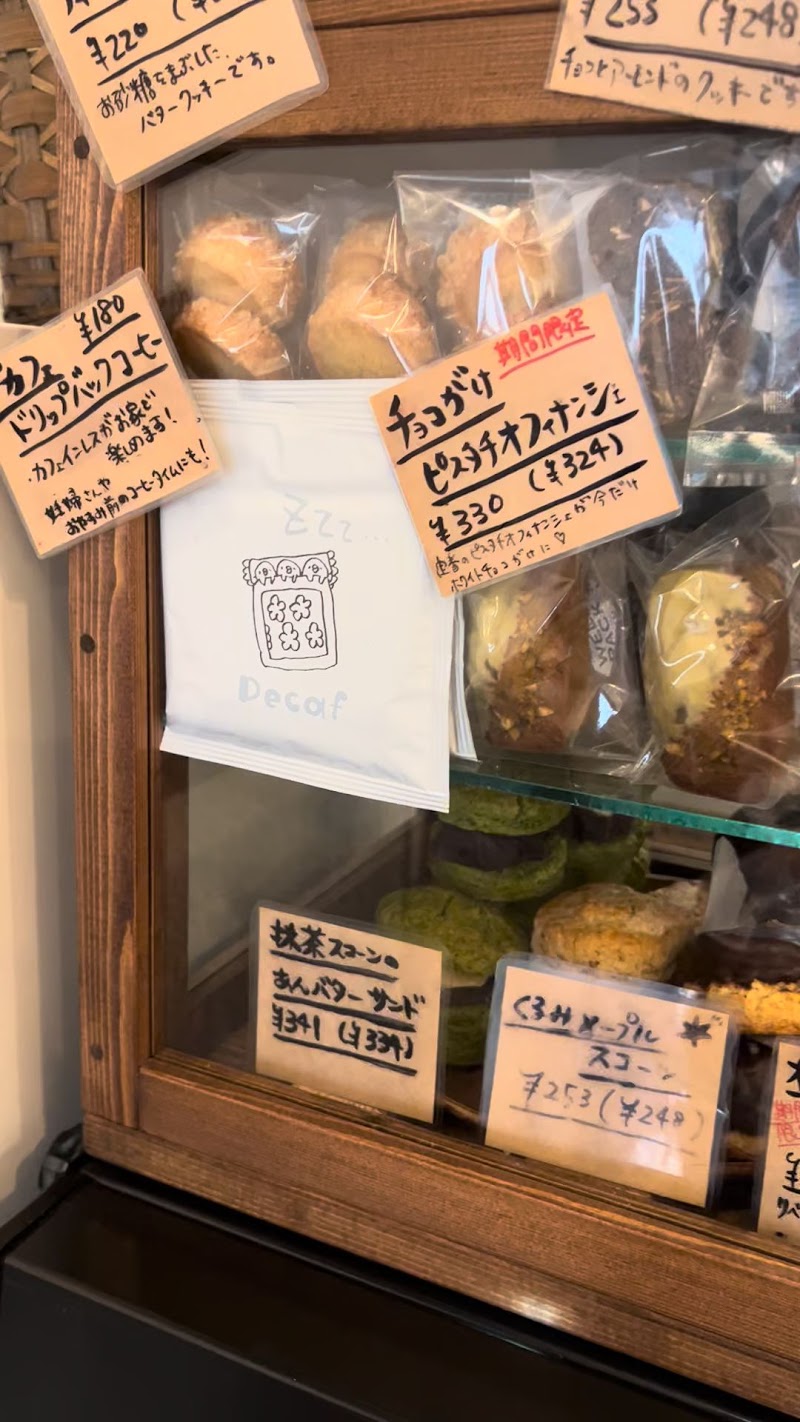 ¥220
お砂糖をまぶした
バタークッキーです。
¥255 (¥248
チョコとアーモンドのクッキーです
カフェ ¥180
ドリップバッグコーヒー
カフェインレスがお家で
楽しめます!
妊婦さんや
お休み前のコーヒータイムにも!
期間限定
チョコがけ
ピスタチオフィナンシェ
¥330 (¥324)
定番のピスタチオフィナンシェが今だけ
ホワイトチョコがけに♡
Zzz...
Decaf
抹茶スコーンの
あんバターサンド
¥341 (¥334)
くるみメープル
スコーン
¥253 (¥248)
期間
限定